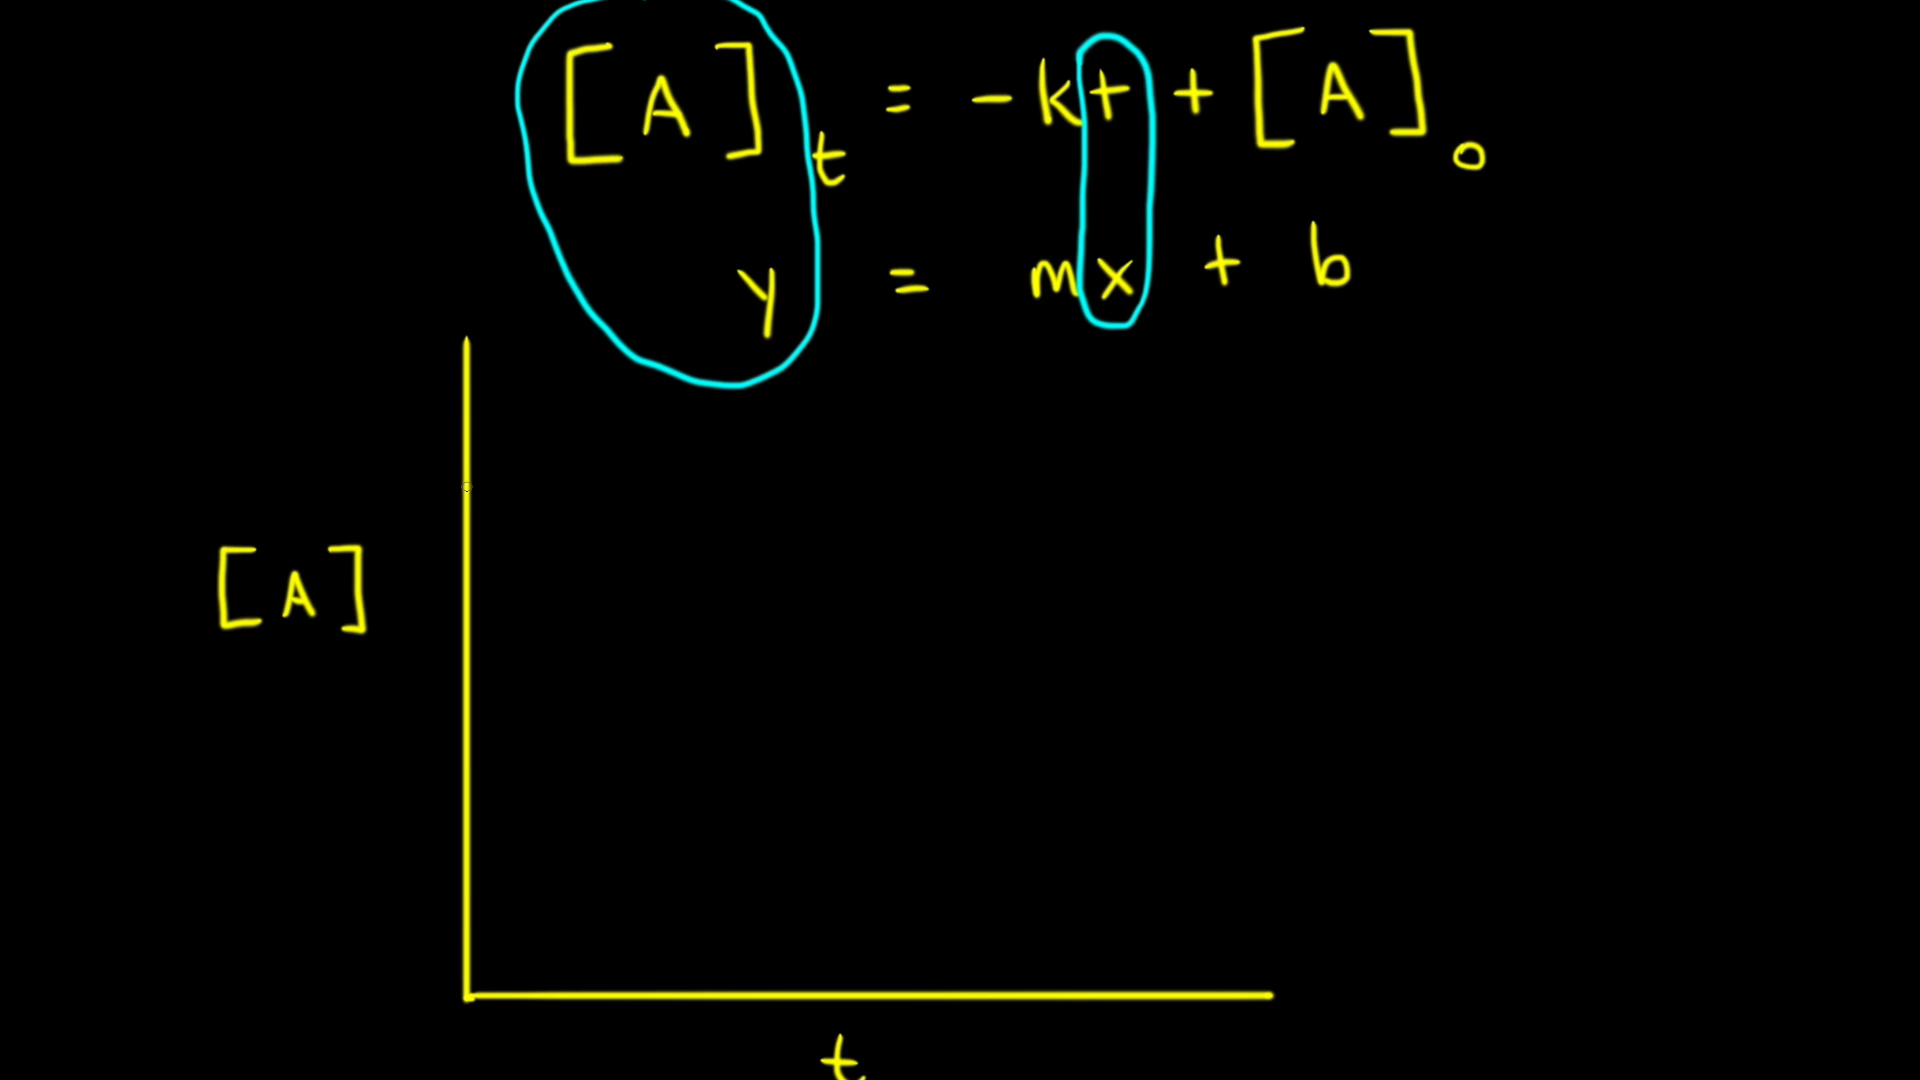 [A]t = -kt + [A]o
y = mx + b
[A]
t